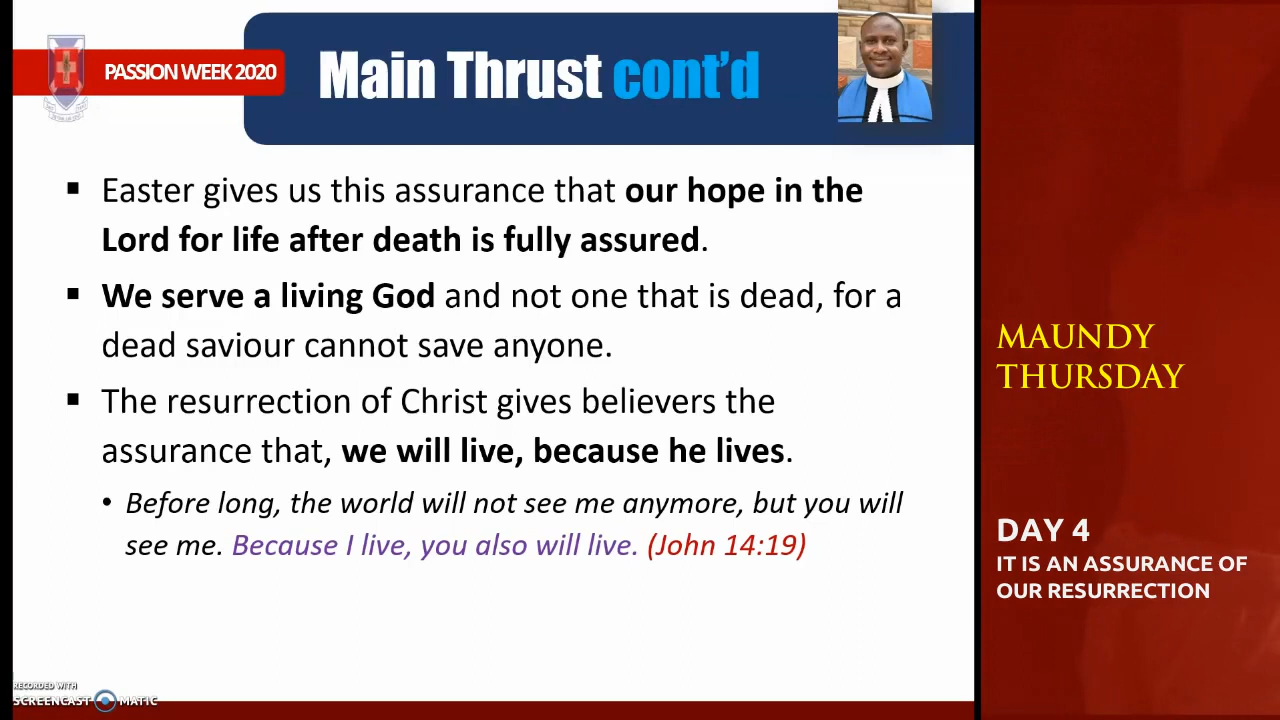 PASSION WEEK 2020
Main Thrust cont'd
▪ Easter gives us this assurance that our hope in the
Lord for life after death is fully assured.
▪ We serve a living God and not one that is dead, for a
dead saviour cannot save anyone.
▪ The resurrection of Christ gives believers the
assurance that, we will live, because he lives.
• Before long, the world will not see me anymore, but you will
see me. Because I live, you also will live. (John 14:19)
MAUNDY
THURSDAY
DAY 4
IT IS AN ASSURANCE OF
OUR RESURRECTION
RECORDED WITH
SCREENCAST MATIC